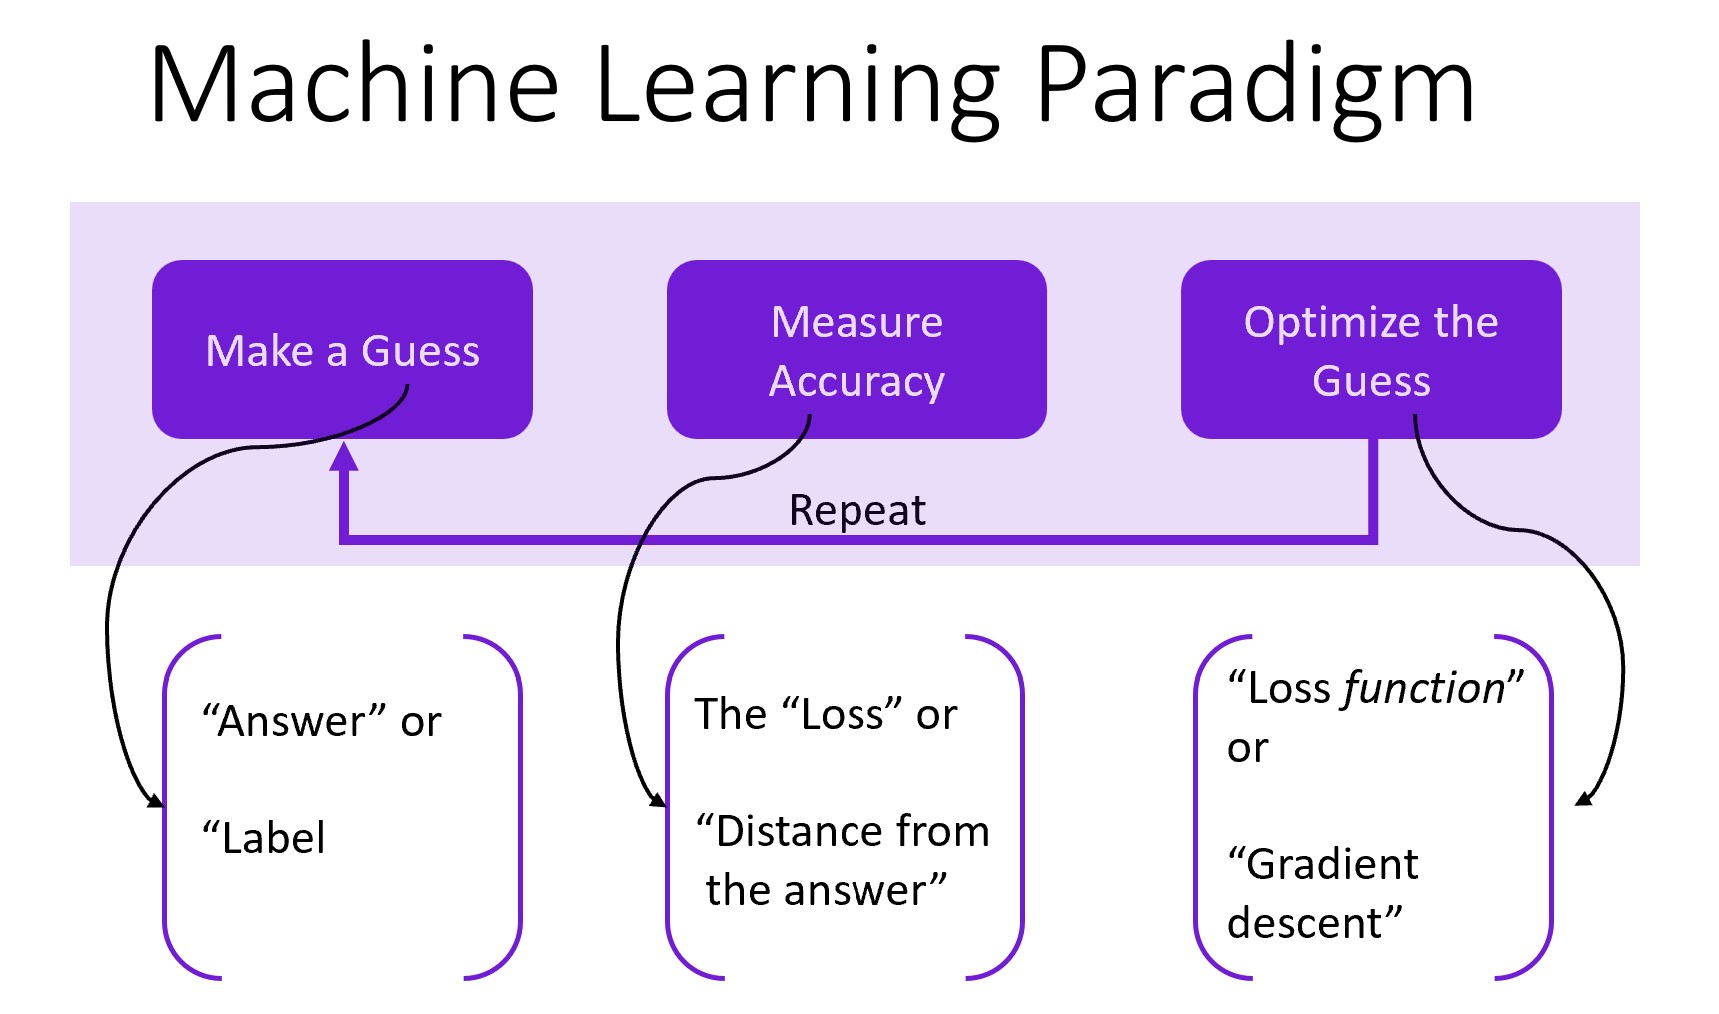 Machine Learning Paradigm
Make a Guess
Measure
Accuracy
Optimize the
Guess
Repeat
“Answer” or
“Label
The “Loss” or
“Distance from
the answer”
“Loss function”
or
“Gradient
descent”